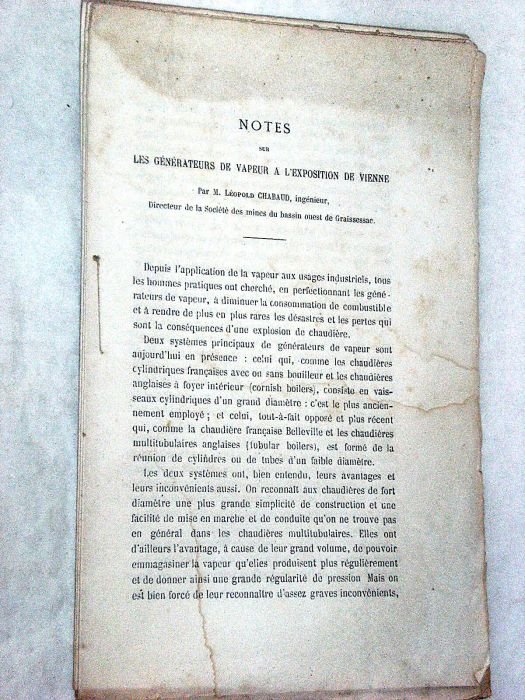 NOTES
SUR
LES GÉNÉRATEURS DE VAPEUR A L'EXPOSITION DE VIENNE
Par M. LÉOPOLD CHABAUD, ingénieur,
Directeur de la Société des mines du bassin ouest de Graissessac.
Depuis l'application de la vapeur aux usages industriels, tous
les hommes pratiques ont cherché, en perfectionnant les géné-
rateurs de vapeur, à diminuer la consommation de combustible
et à rendre de plus en plus rares les désastres et les pertes qui
sont la conséquences d'une explosion de chaudière.
Deux systèmes principaux de générateurs de vapeur sont
aujourd'hui en présence : celui qui, comme les chaudières
cylindriques françaises avec ou sans bouilleur et les chaudières
anglaises à foyer intérieur (cornish boilers), consiste en vais-
seaux cylindriques d'un grand diamètre : c'est le plus ancien-
nement employé ; et celui, tout-à-fait opposé et plus récent
qui, comme la chaudière française Belleville et les chaudières
multitubulaires anglaises (tubular boilers), est formé de la
réunion de cylindres ou de tubes d'un faible diamètre.
Les deux systèmes ont, bien entendu, leurs avantages et
leurs inconvénients aussi. On reconnaît aux chaudières de fort
diamètre une plus grande simplicité de construction et une
facilité de mise en marche et de conduite qu'on ne trouve pas
en général dans les chaudières multitubulaires. Elles ont
d'ailleurs l'avantage, à cause de leur grand volume, de pouvoir
emmagasiner la vapeur qu'elles produisent plus régulièrement
et de donner ainsi une grande régularité de pression Mais on
est bien forcé de leur reconnaître d'assez graves inconvénients,